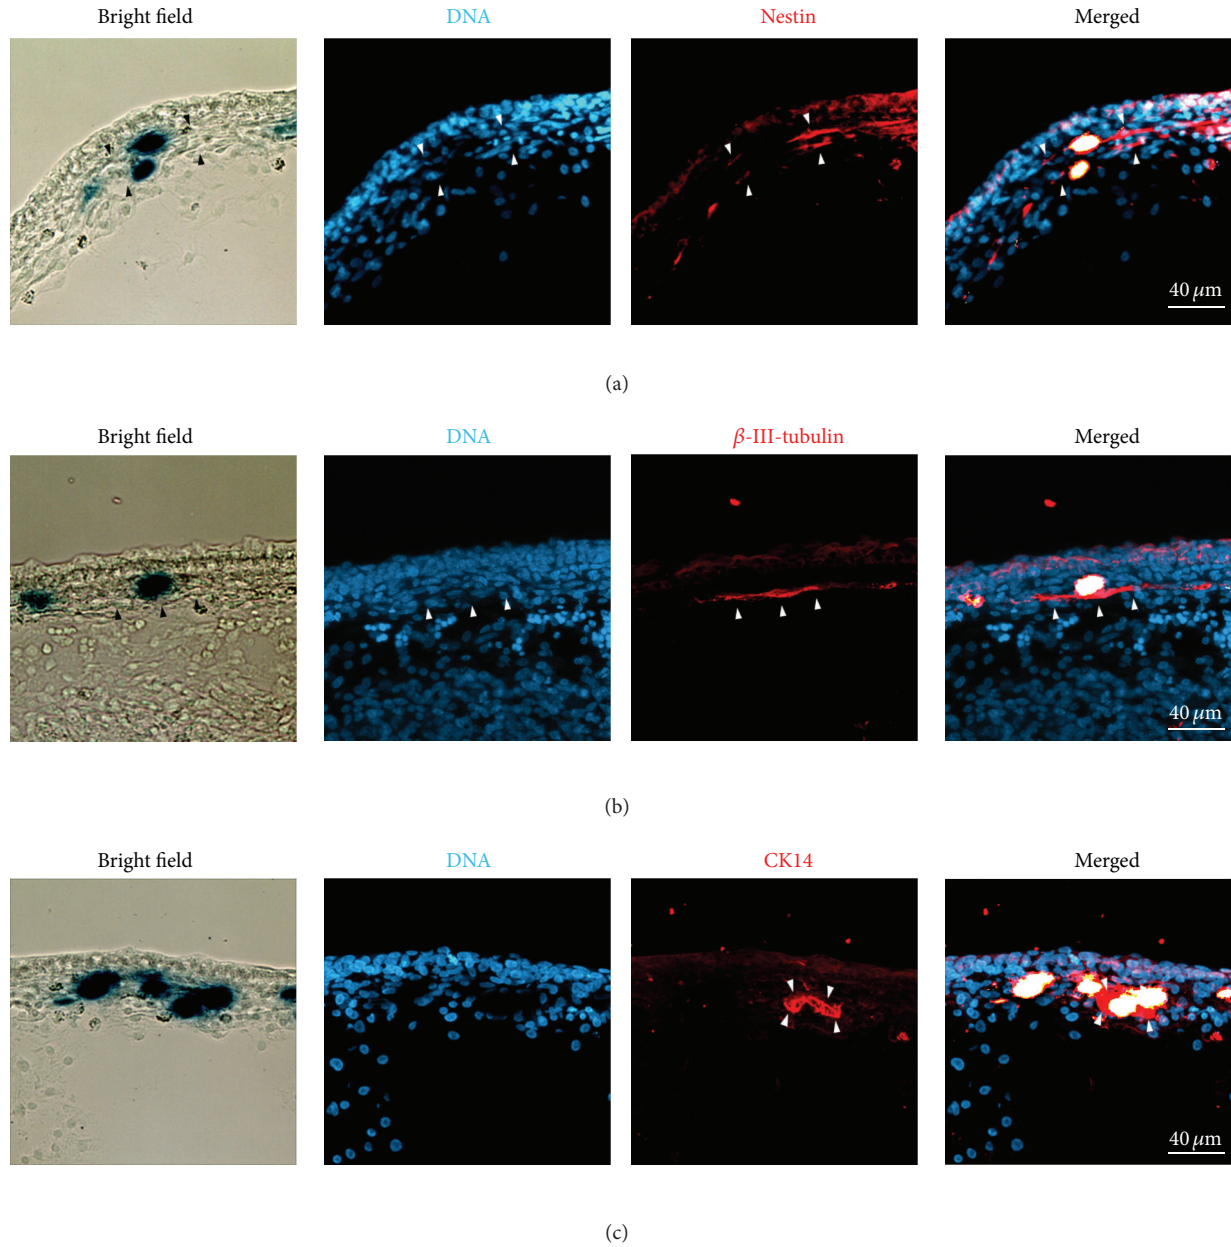 Bright field DNA Nestin Merged
40 μm
(a)
Bright field DNA β-III-tubulin Merged
40 μm
(b)
Bright field DNA CK14 Merged
40 μm
(c)